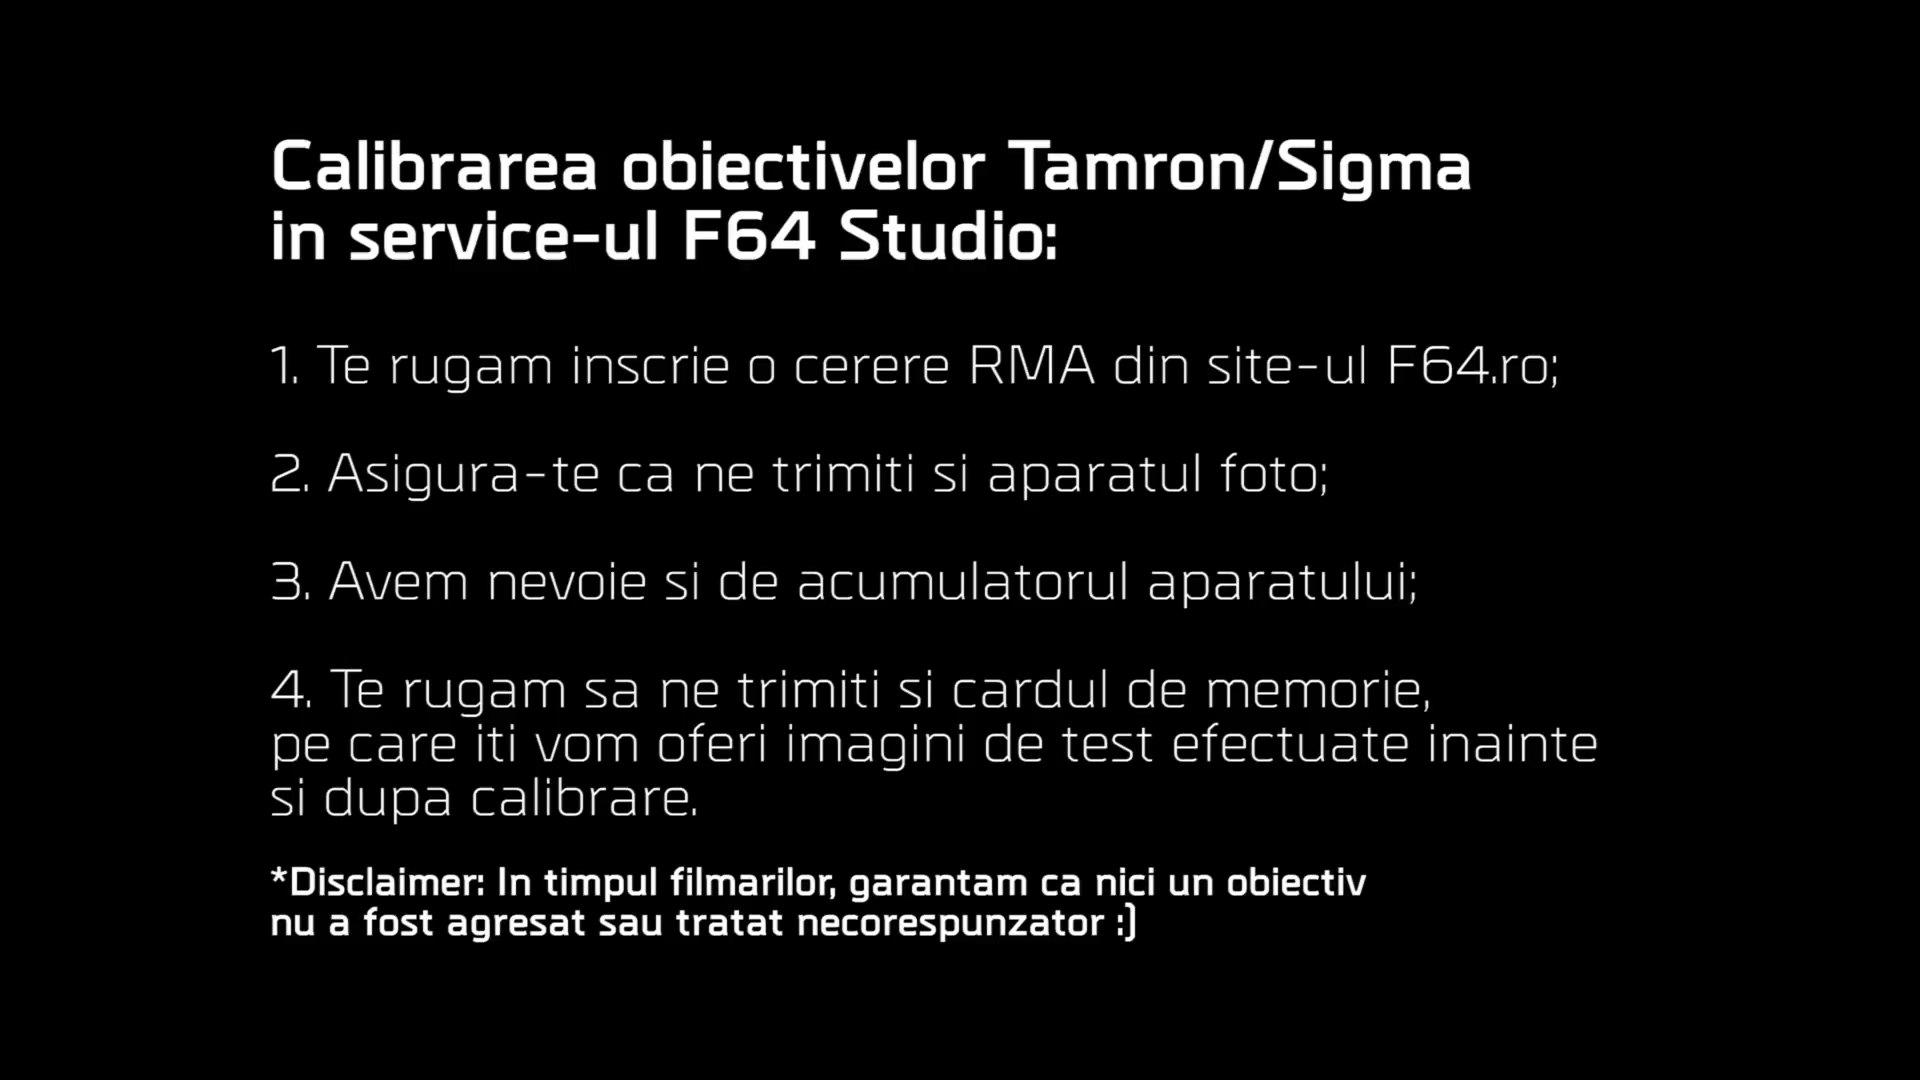 Calibrarea obiectivelor Tamron/Sigma
in service-ul F64 Studio:
1. Te rugam inscrie o cerere RMA din site-ul F64.ro;
2. Asigura-te ca ne trimiti si aparatul foto;
3. Avem nevoie si de acumulatorul aparatului;
4. Te rugam sa ne trimiti si cardul de memorie,
pe care iti vom oferi imagini de test efectuate inainte
si dupa calibrare.
*Disclaimer: In timpul filmarilor, garantam ca nici un obiectiv
nu a fost agresat sau tratat necorespunzator :)